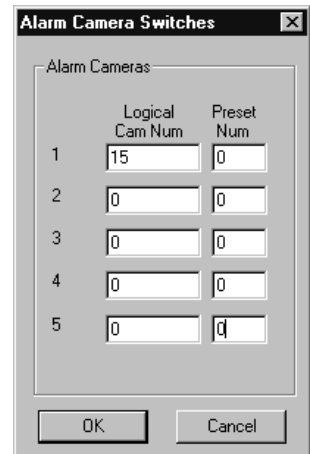 Alarm Camera Switches
Alarm Cameras
Logical Cam Num Preset Num
1 15 0
2 0 0
3 0 0
4 0 0
5 0 0
OK Cancel